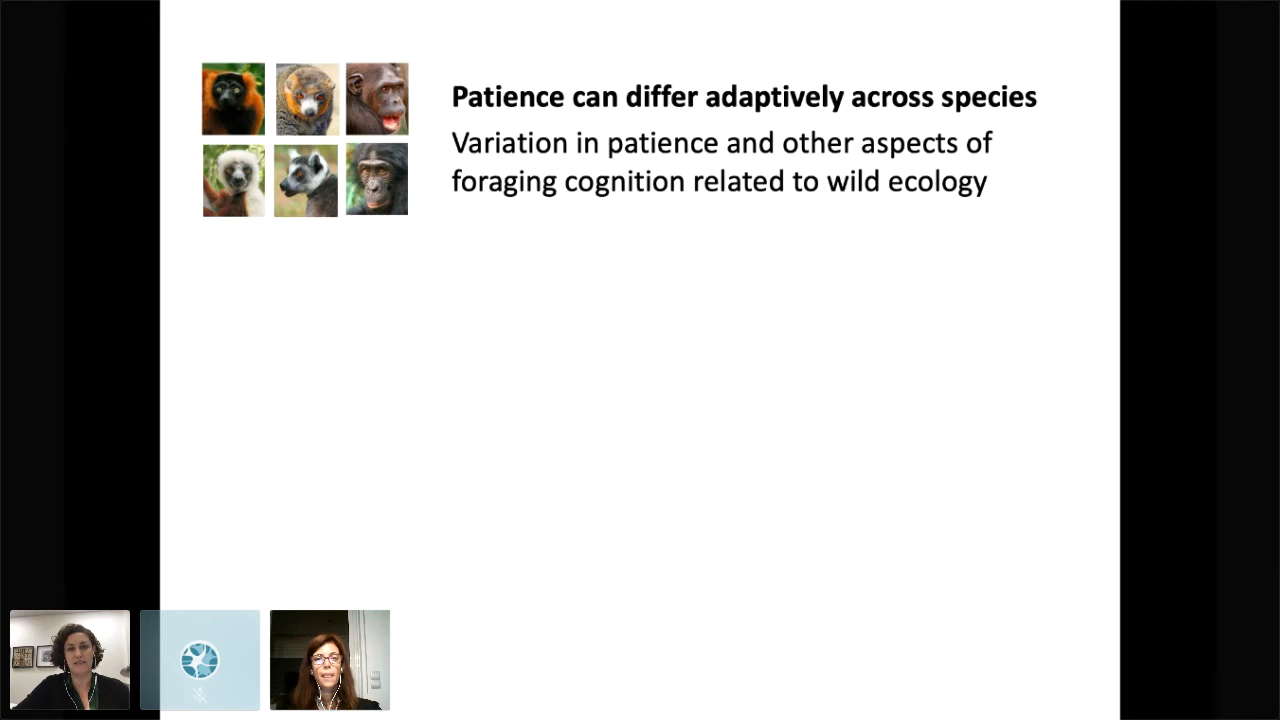 Patience can differ adaptively across species
Variation in patience and other aspects of
foraging cognition related to wild ecology